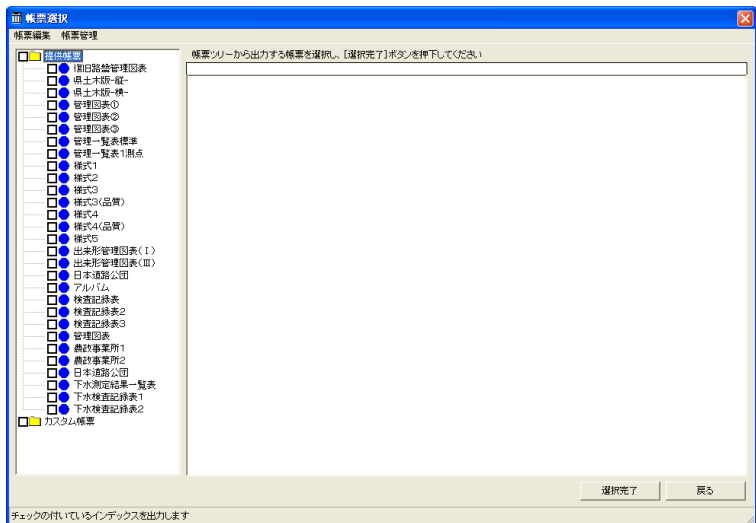 帳票選択
帳票編集 帳票管理
提供帳票
復旧路盤管理図表
県土木版-縦-
県土木版-横-
管理図表①
管理図表②
管理図表③
管理一覧表標準
管理一覧表1測点
様式1
様式2
様式3
様式3(品質)
様式4
様式4(品質)
様式5
出来形管理図表(Ⅰ)
出来形管理図表(Ⅲ)
日本道路公団
アルバム
検査記録表
検査記録表2
検査記録表3
管理図表
農政事業所1
農政事業所2
日本道路公団
下水測定結果一覧表
下水検査記録表1
下水検査記録表2
カスタム帳票
帳票ツリーから出力する帳票を選択し、[選択完了]ボタンを押下してください
選択完了 戻る
チェックの付いているインデックスを出力します